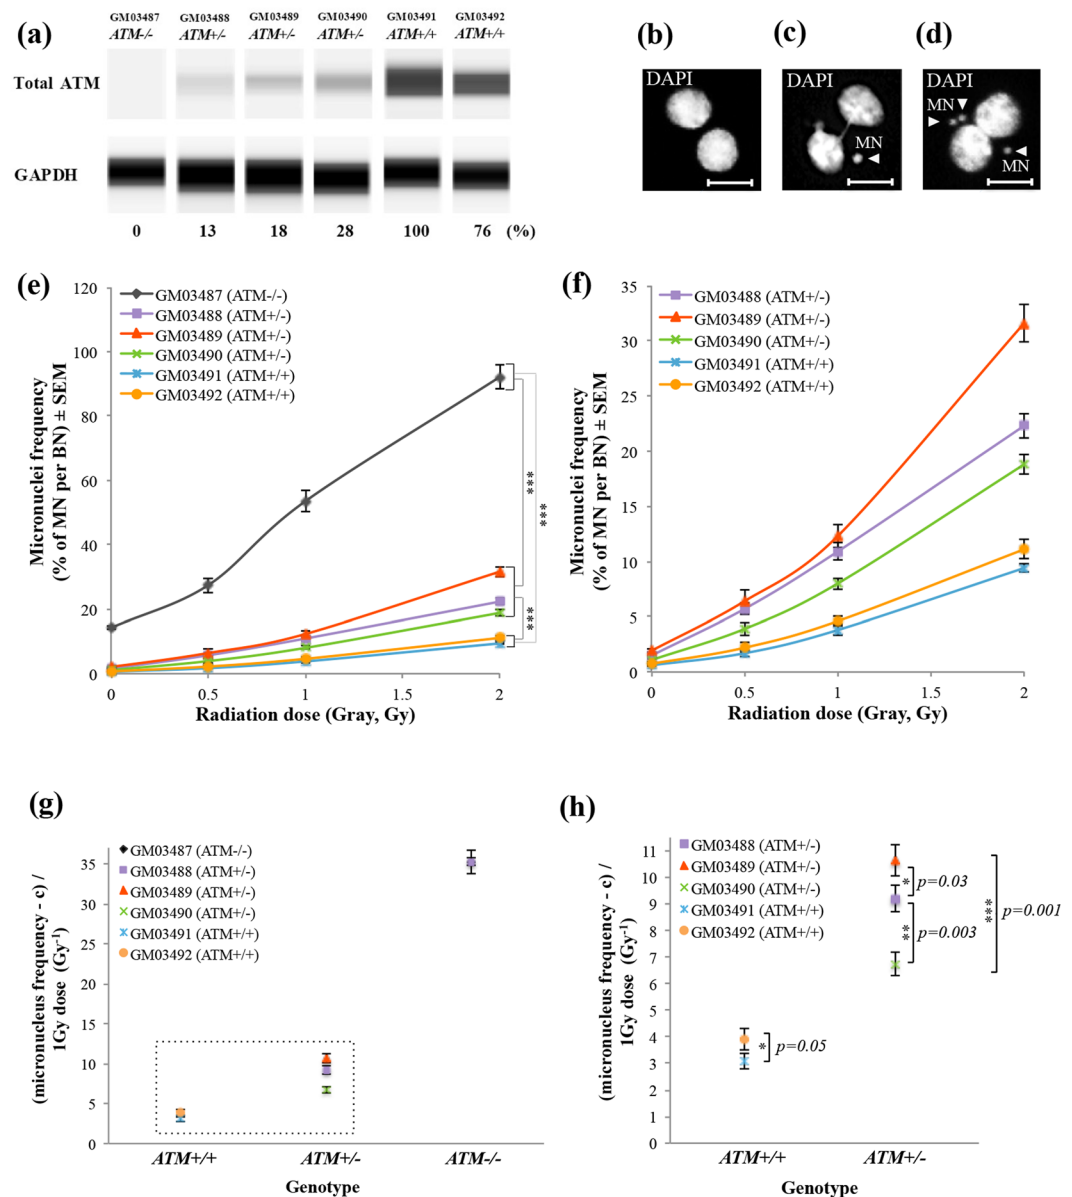 (a)
GM03487 GM03488 GM03489 GM03490 GM03491 GM03492
ATM-/- ATM+/- ATM+/- ATM+/- ATM+/+ ATM+/+
Total ATM
GAPDH
0 13 18 28 100 76 (%)
(b)
DAPI
(c)
DAPI
MN
(d)
DAPI
MN
MN
(e)
Micronuclei frequency
(% of MN per BN) ± SEM
120
100
80
60
40
20
0
GM03487 (ATM-/-)
GM03488 (ATM+/-)
GM03489 (ATM+/-)
GM03490 (ATM+/-)
GM03491 (ATM+/+)
GM03492 (ATM+/+)
***
***
***
0 0.5 1 1.5 2
Radiation dose (Gray, Gy)
(f)
Micronuclei frequency
(% of MN per BN) ± SEM
35
30
25
20
15
10
5
0
GM03488 (ATM+/-)
GM03489 (ATM+/-)
GM03490 (ATM+/-)
GM03491 (ATM+/+)
GM03492 (ATM+/+)
0 0.5 1 1.5 2
Radiation dose (Gray, Gy)
(g)
(micronucleus frequency - c) /
1Gy dose (Gy-1)
35
30
25
20
15
10
5
0
GM03487 (ATM-/-)
GM03488 (ATM+/-)
GM03489 (ATM+/-)
GM03490 (ATM+/-)
GM03491 (ATM+/+)
GM03492 (ATM+/+)
ATM+/+ ATM+/- ATM-/-
Genotype
(h)
(micronucleus frequency - c) /
1Gy dose (Gy-1)
11
10
9
8
7
6
5
4
3
2
1
0
GM03488 (ATM+/-)
GM03489 (ATM+/-)
GM03490 (ATM+/-)
GM03491 (ATM+/+)
GM03492 (ATM+/+)
* p=0.03
** p=0.003
*** p=0.001
* p=0.05
ATM+/+ ATM+/-
Genotype